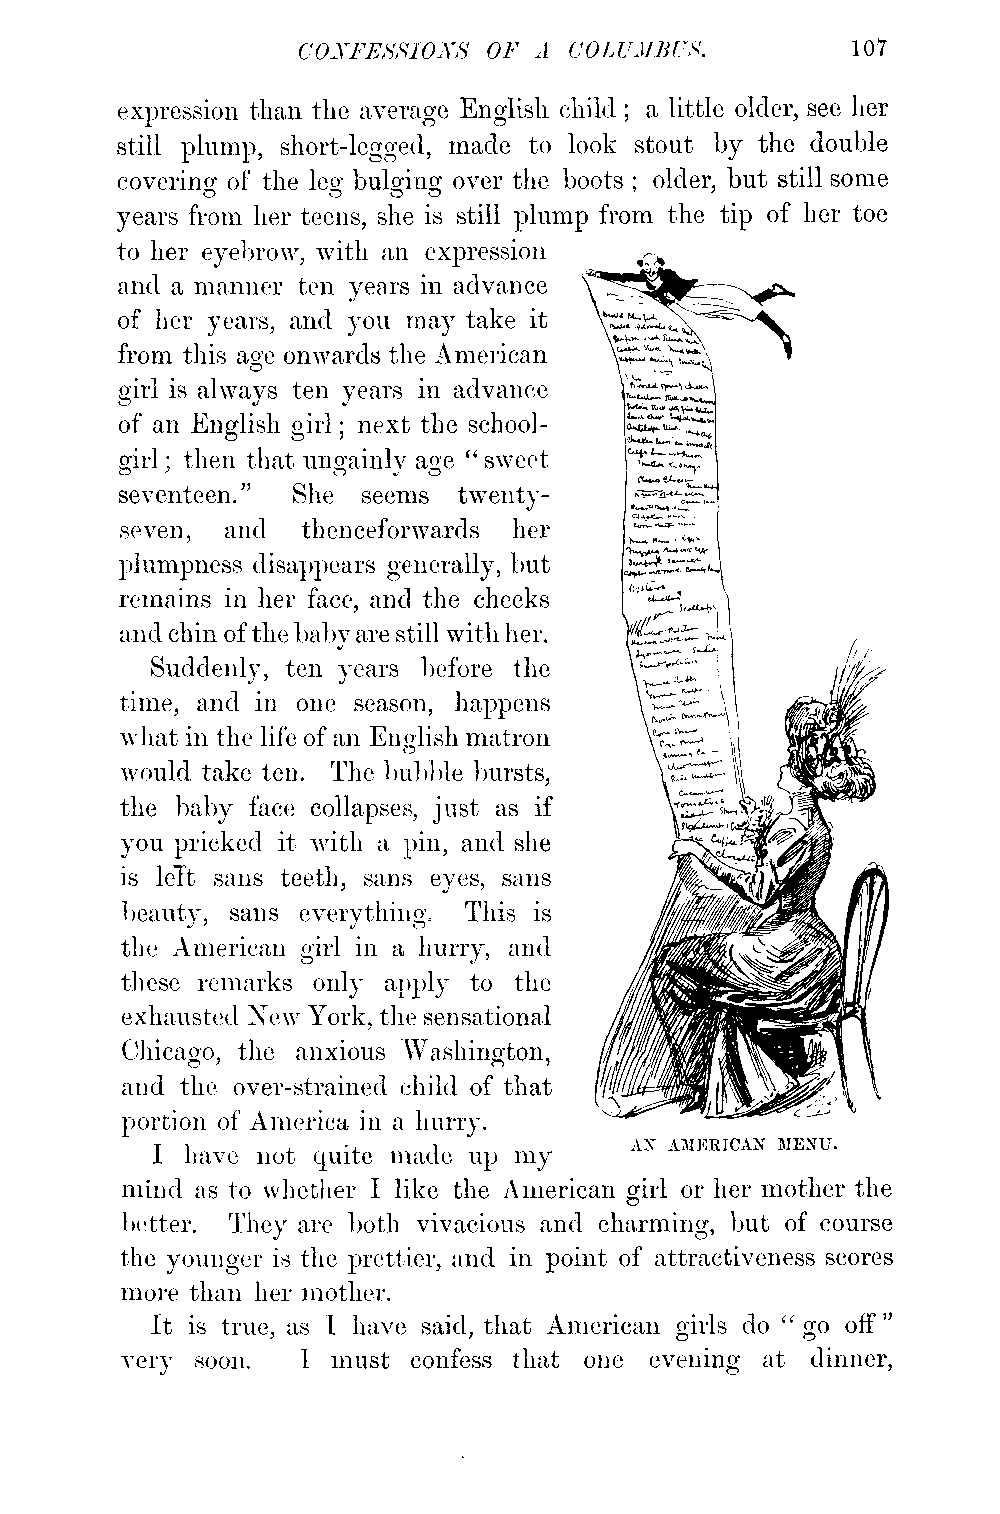 CONFESSIONS OF A COLUMBUS. 107
expression than the average English child; a little older, see her
still plump, short-legged, made to look stout by the double
covering of the leg bulging over the boots; older, but still some
years from her teens, she is still plump from the tip of her toe
to her eyebrow, with an expression
and a manner ten years in advance
of her years, and you may take it
from this age onwards the American
girl is always ten years in advance
of an English girl; next the school-
girl; then that ungainly age “sweet
seventeen.” She seems twenty-
seven, and thenceforwards her
plumpness disappears generally, but
remains in her face, and the cheeks
and chin of the baby are still with her.
Suddenly, ten years before the
time, and in one season, happens
what in the life of an English matron
would take ten. The bubble bursts,
the baby face collapses, just as if
you pricked it with a pin, and she
is left sans teeth, sans eyes, sans
beauty, sans everything. This is
the American girl in a hurry, and
these remarks only apply to the
exhausted New York, the sensational
Chicago, the anxious Washington,
and the over-strained child of that
portion of America in a hurry.
I have not quite made up my
mind as to whether I like the American girl or her mother the
better. They are both vivacious and charming, but of course
the younger is the prettier, and in point of attractiveness scores
more than her mother.
It is true, as I have said, that American girls do “go off”
very soon. I must confess that one evening at dinner,
Tomatoes
Coffee
AN AMERICAN MENU.